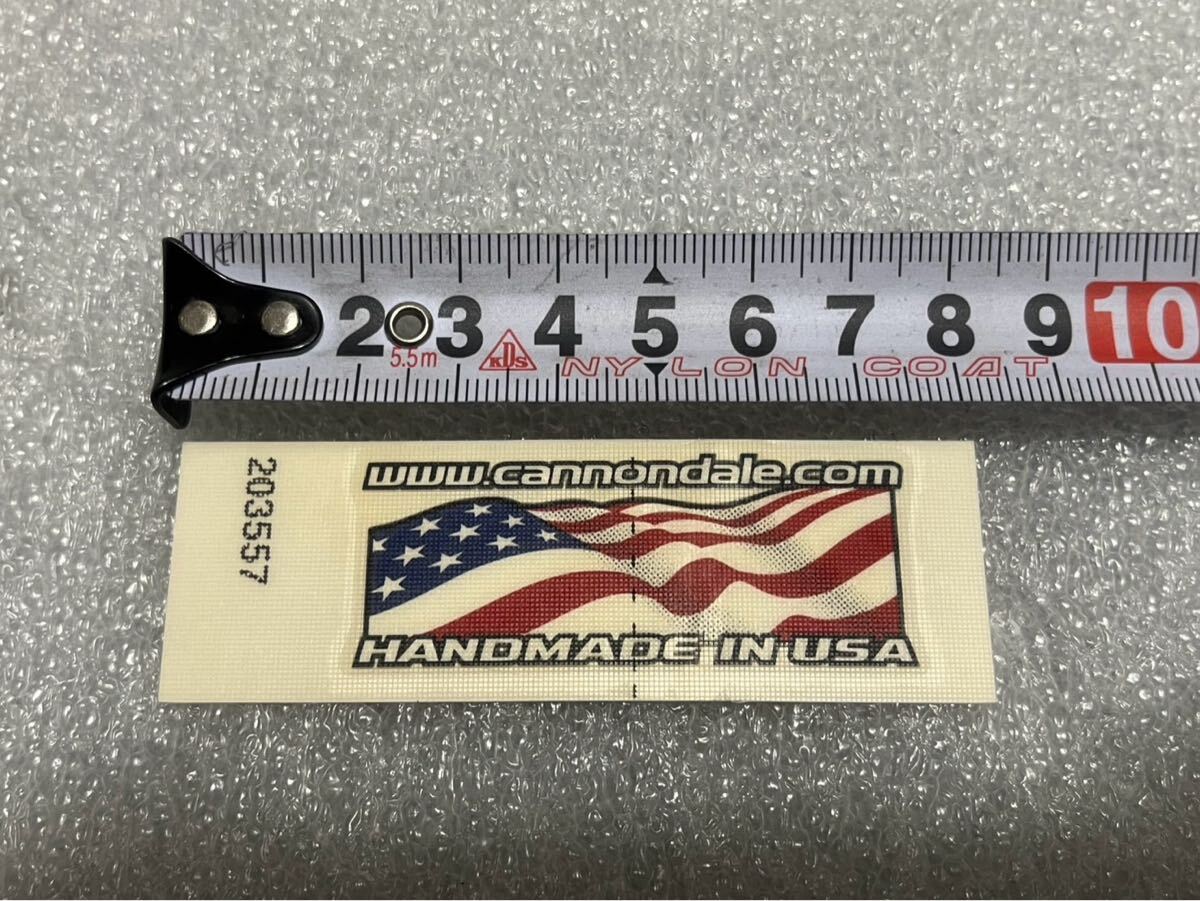 2 3 4 5 6 7 8 9 10
5.5m KDS NYLON COAT
203557
www.cannondale.com
HANDMADE IN USA